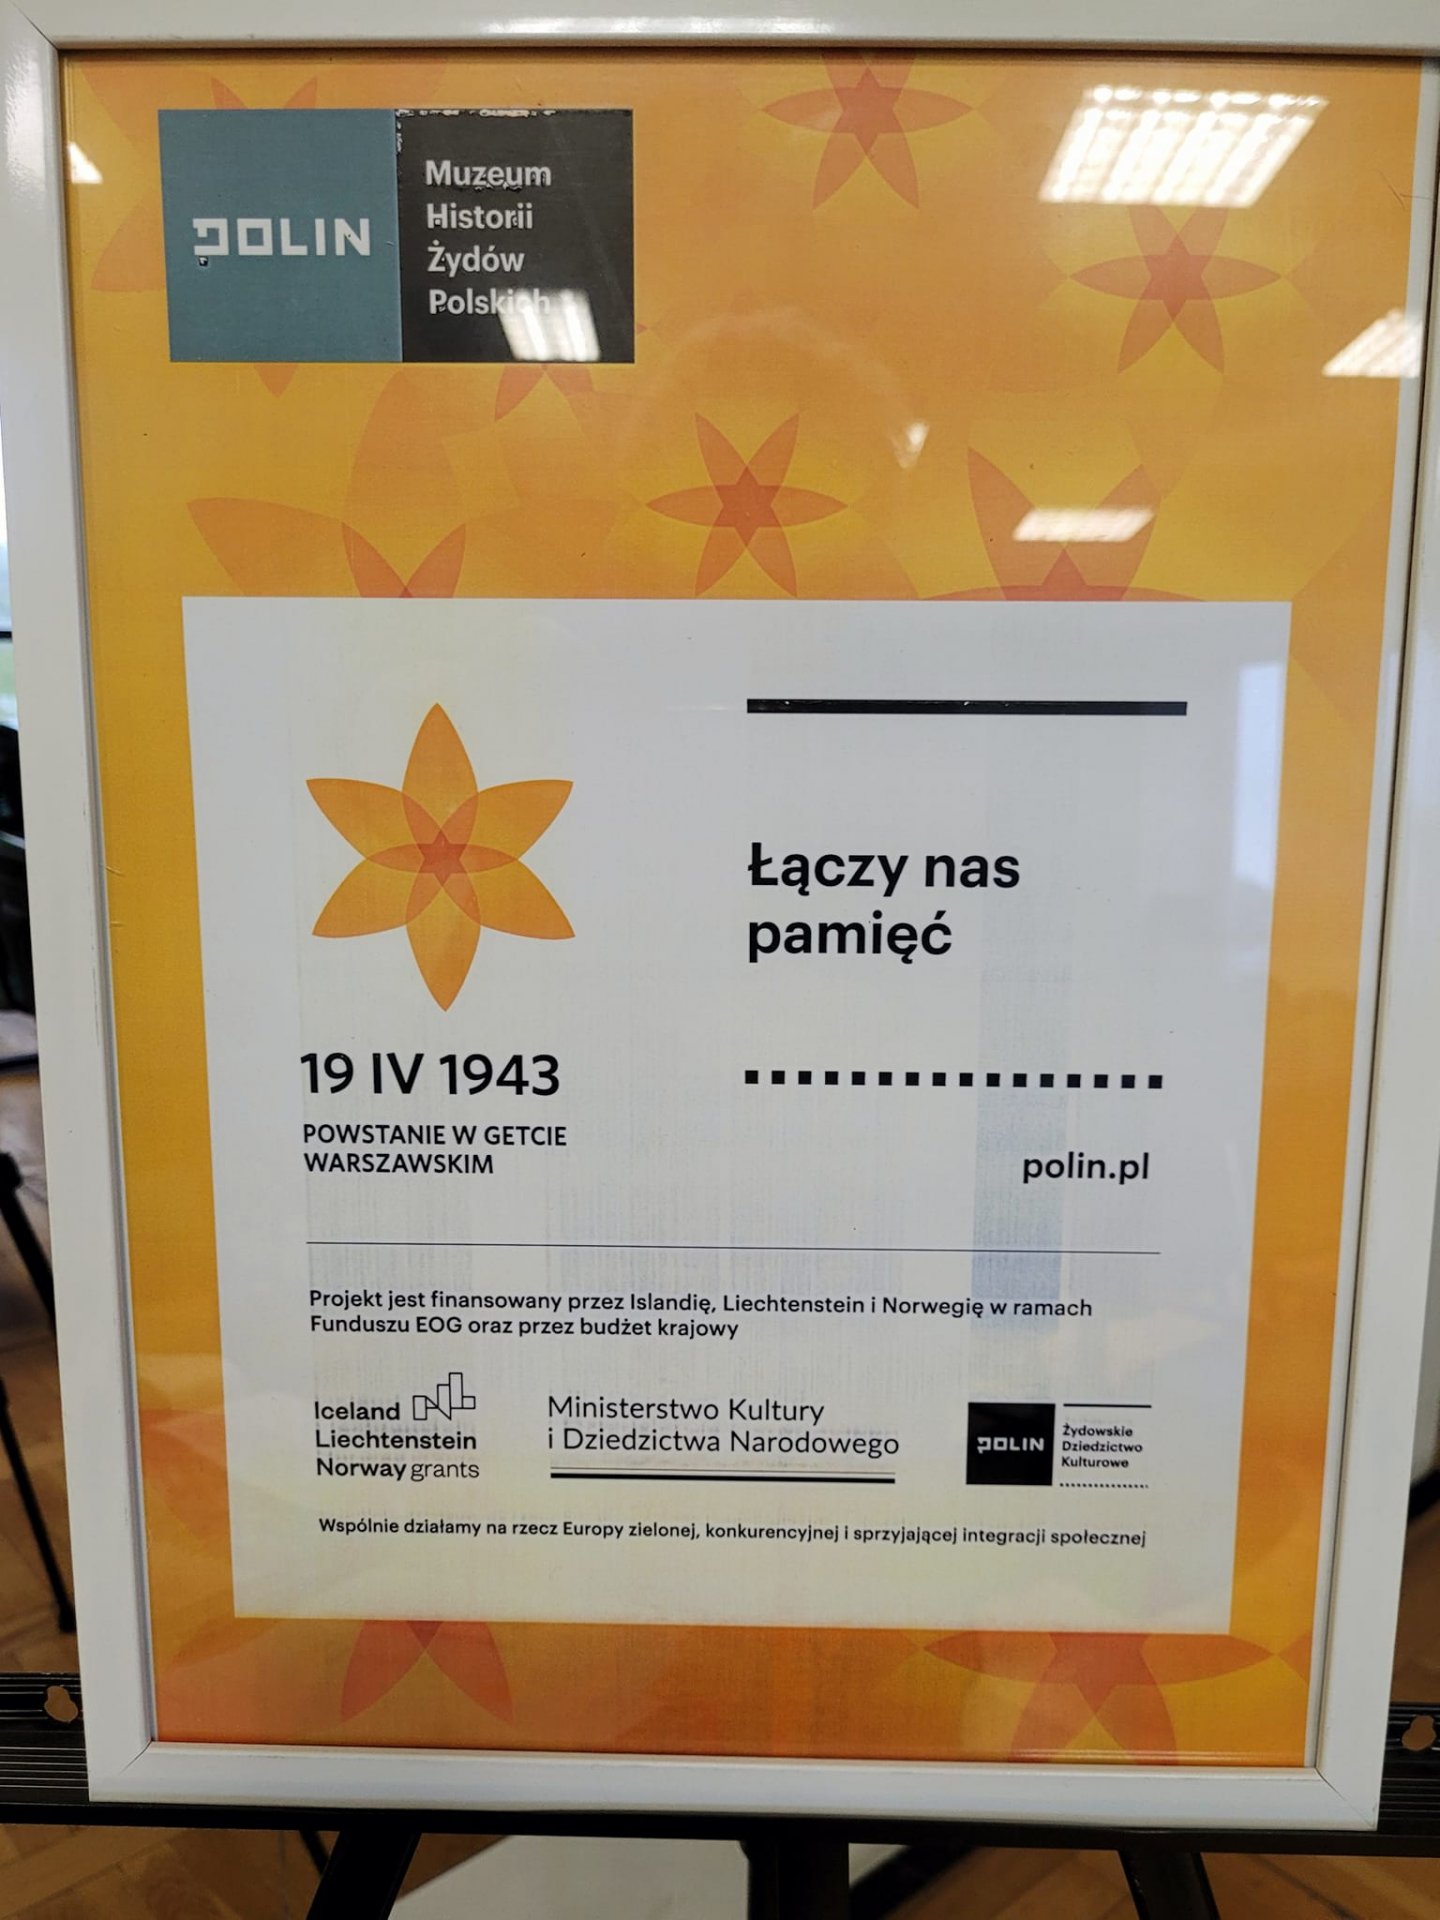 POLIN
Muzeum
Historii
Żydów
Polskich
Łączy nas
pamięć
19 IV 1943
POWSTANIE W GETCIE
WARSZAWSKIM
polin.pl
Projekt jest finansowany przez Islandię, Liechtenstein i Norwegię w ramach
Funduszu EOG oraz przez budżet krajowy
Iceland
Liechtenstein
Norway grants
Ministerstwo Kultury
i Dziedzictwa Narodowego
POLIN
Żydowskie
Dziedzictwo
Kulturowe
Wspólnie działamy na rzecz Europy zielonej, konkurencyjnej i sprzyjającej integracji społecznej